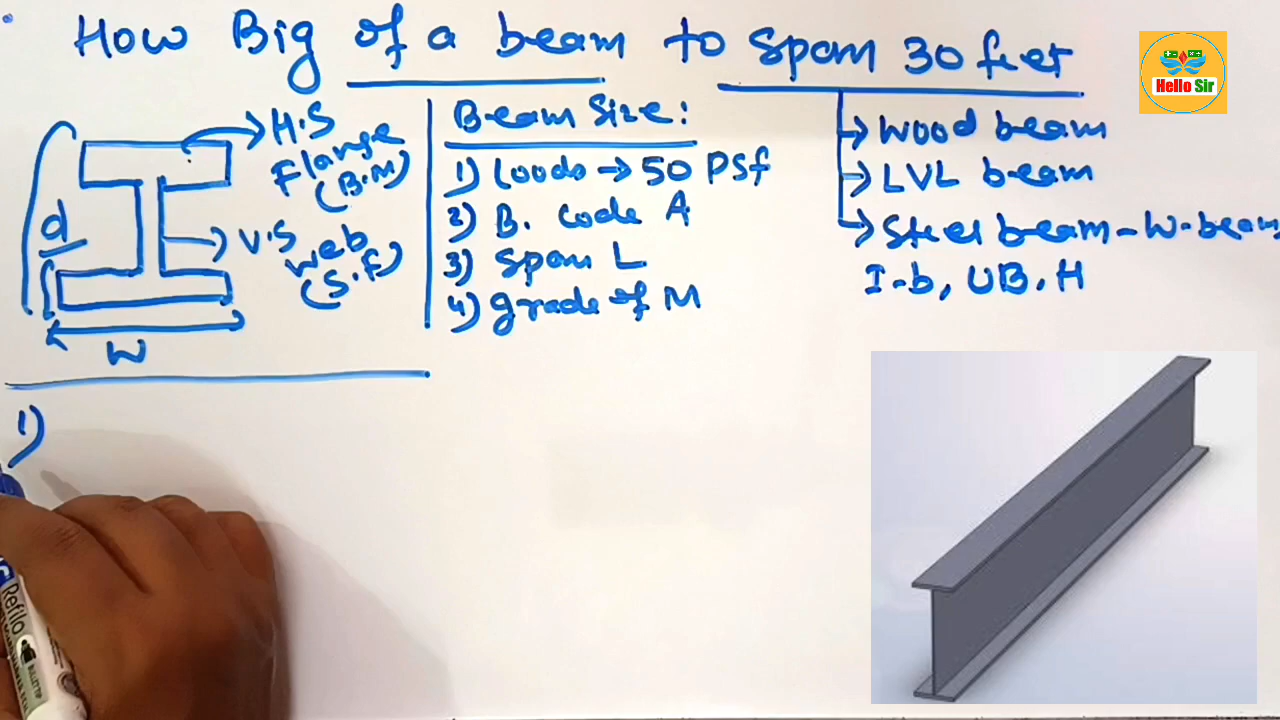 How Big of a beam to span 30 feet
Hello Sir
H.S
Flange
(B.M)
d
V.S
web
(S.F)
W
Beam Size:
1) Loads → 50 PSf
2) B. code A
3) Span L
4) grade of M
→ Wood beam
→ LVL beam
→ Steel beam - W-beam
I-b, UB, H
1)
Refilo